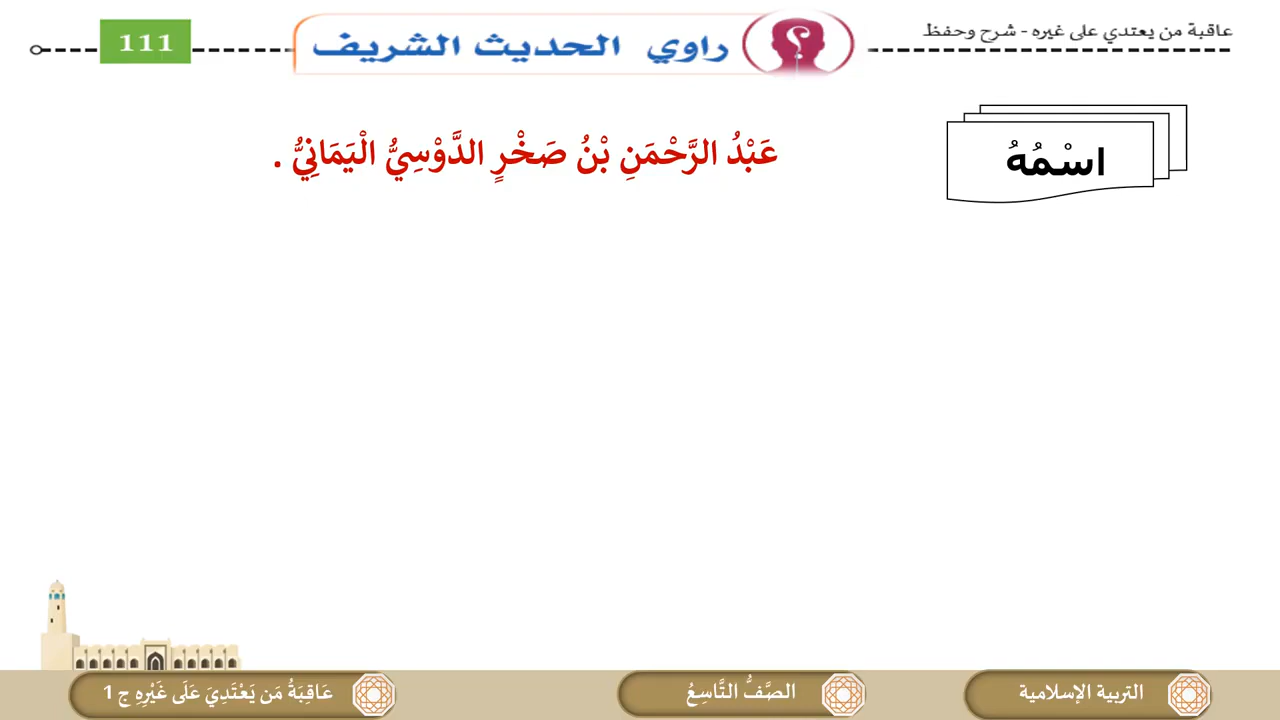 عاقبة من يعتدي على غيره - شرح وحفظ
؟
راوي الحديث الشريف
111
اسْمُهُ
عَبْدُ الرَّحْمَنِ بْنُ صَخْرٍ الدَّوْسِيُّ الْيَمَانِيُّ .
التربية الإسلامية
الصَّفُّ التَّاسِعُ
عَاقِبَةُ مَن يَعْتَدِيَ عَلَى غَيْرِهِ ج 1